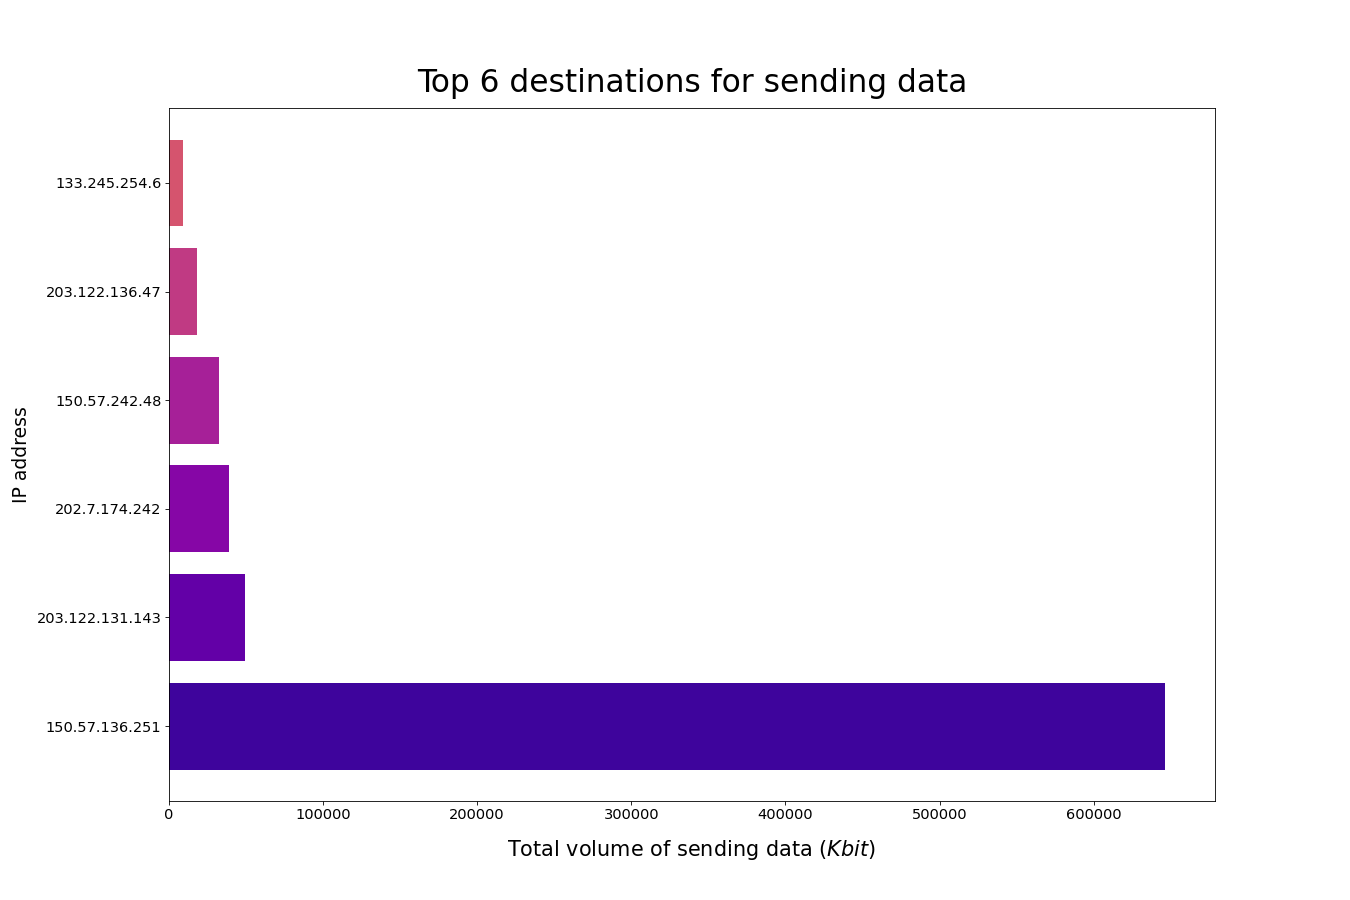 Top 6 destinations for sending data
133.245.254.6
203.122.136.47
150.57.242.48
202.7.174.242
203.122.131.143
150.57.136.251
IP address
0 100000 200000 300000 400000 500000 600000
Total volume of sending data (Kbit)